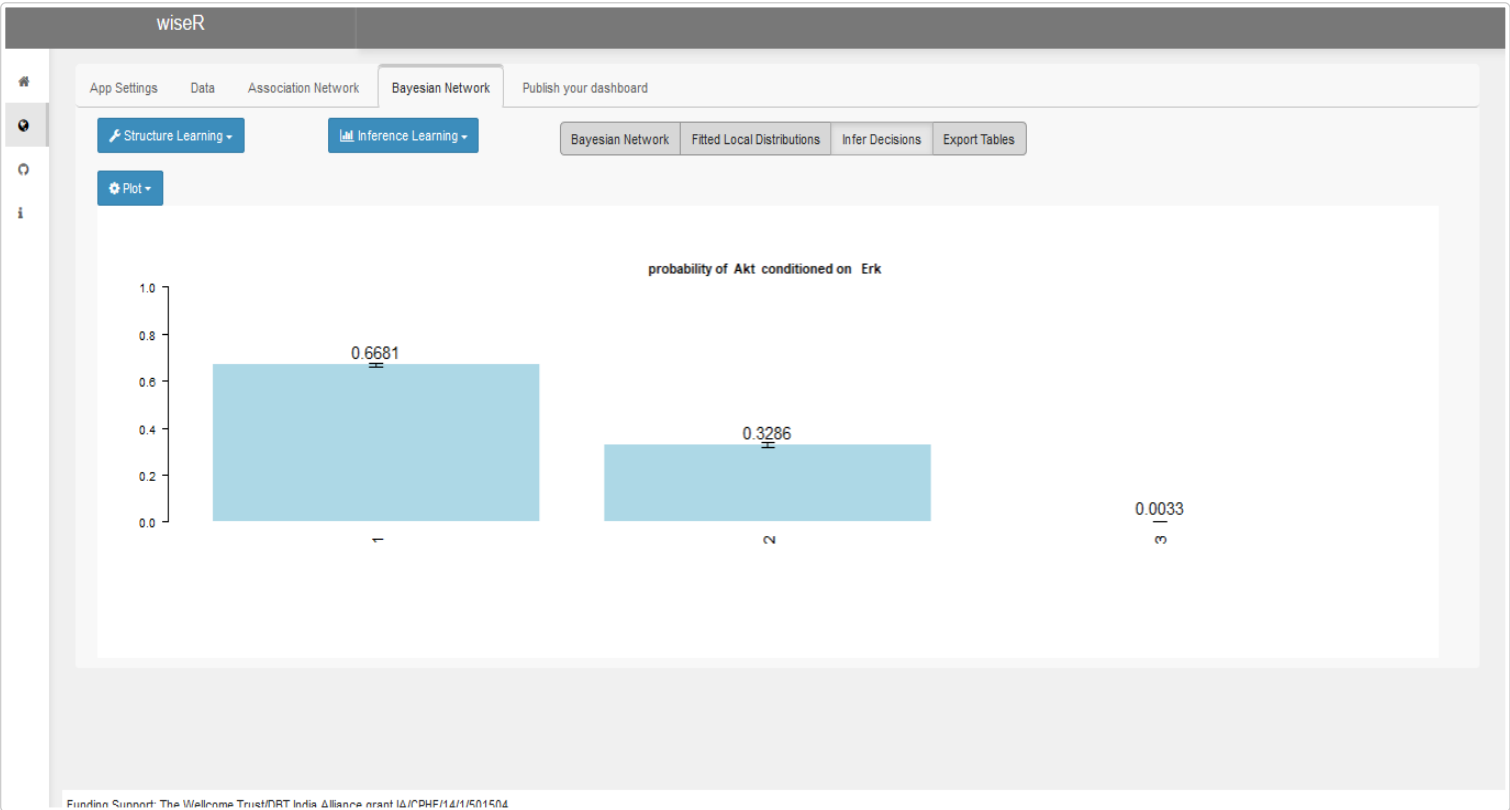 wiseR
App Settings Data Association Network Bayesian Network Publish your dashboard
Structure Learning Inference Learning Bayesian Network Fitted Local Distributions Infer Decisions Export Tables
Plot
probability of Akt conditioned on Erk
1.0
0.8
0.6
0.4
0.2
0.0
0.6681
0.3286
0.0033
1
2
3
Funding Support: The Wellcome Trust/DBT India Alliance grant IA/CPHE/14/1/501504